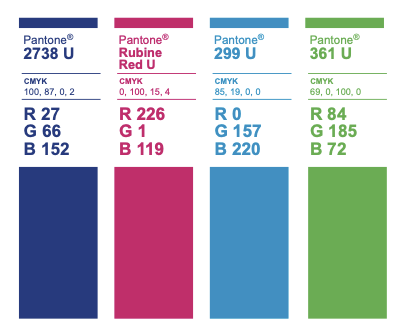 Pantone®
2738 U
CMYK
100, 87, 0, 2
R 27
G 66
B 152
Pantone®
Rubine
Red U
CMYK
0, 100, 15, 4
R 226
G 1
B 119
Pantone®
299 U
CMYK
85, 19, 0, 0
R 0
G 157
B 220
Pantone®
361 U
CMYK
69, 0, 100, 0
R 84
G 185
B 72